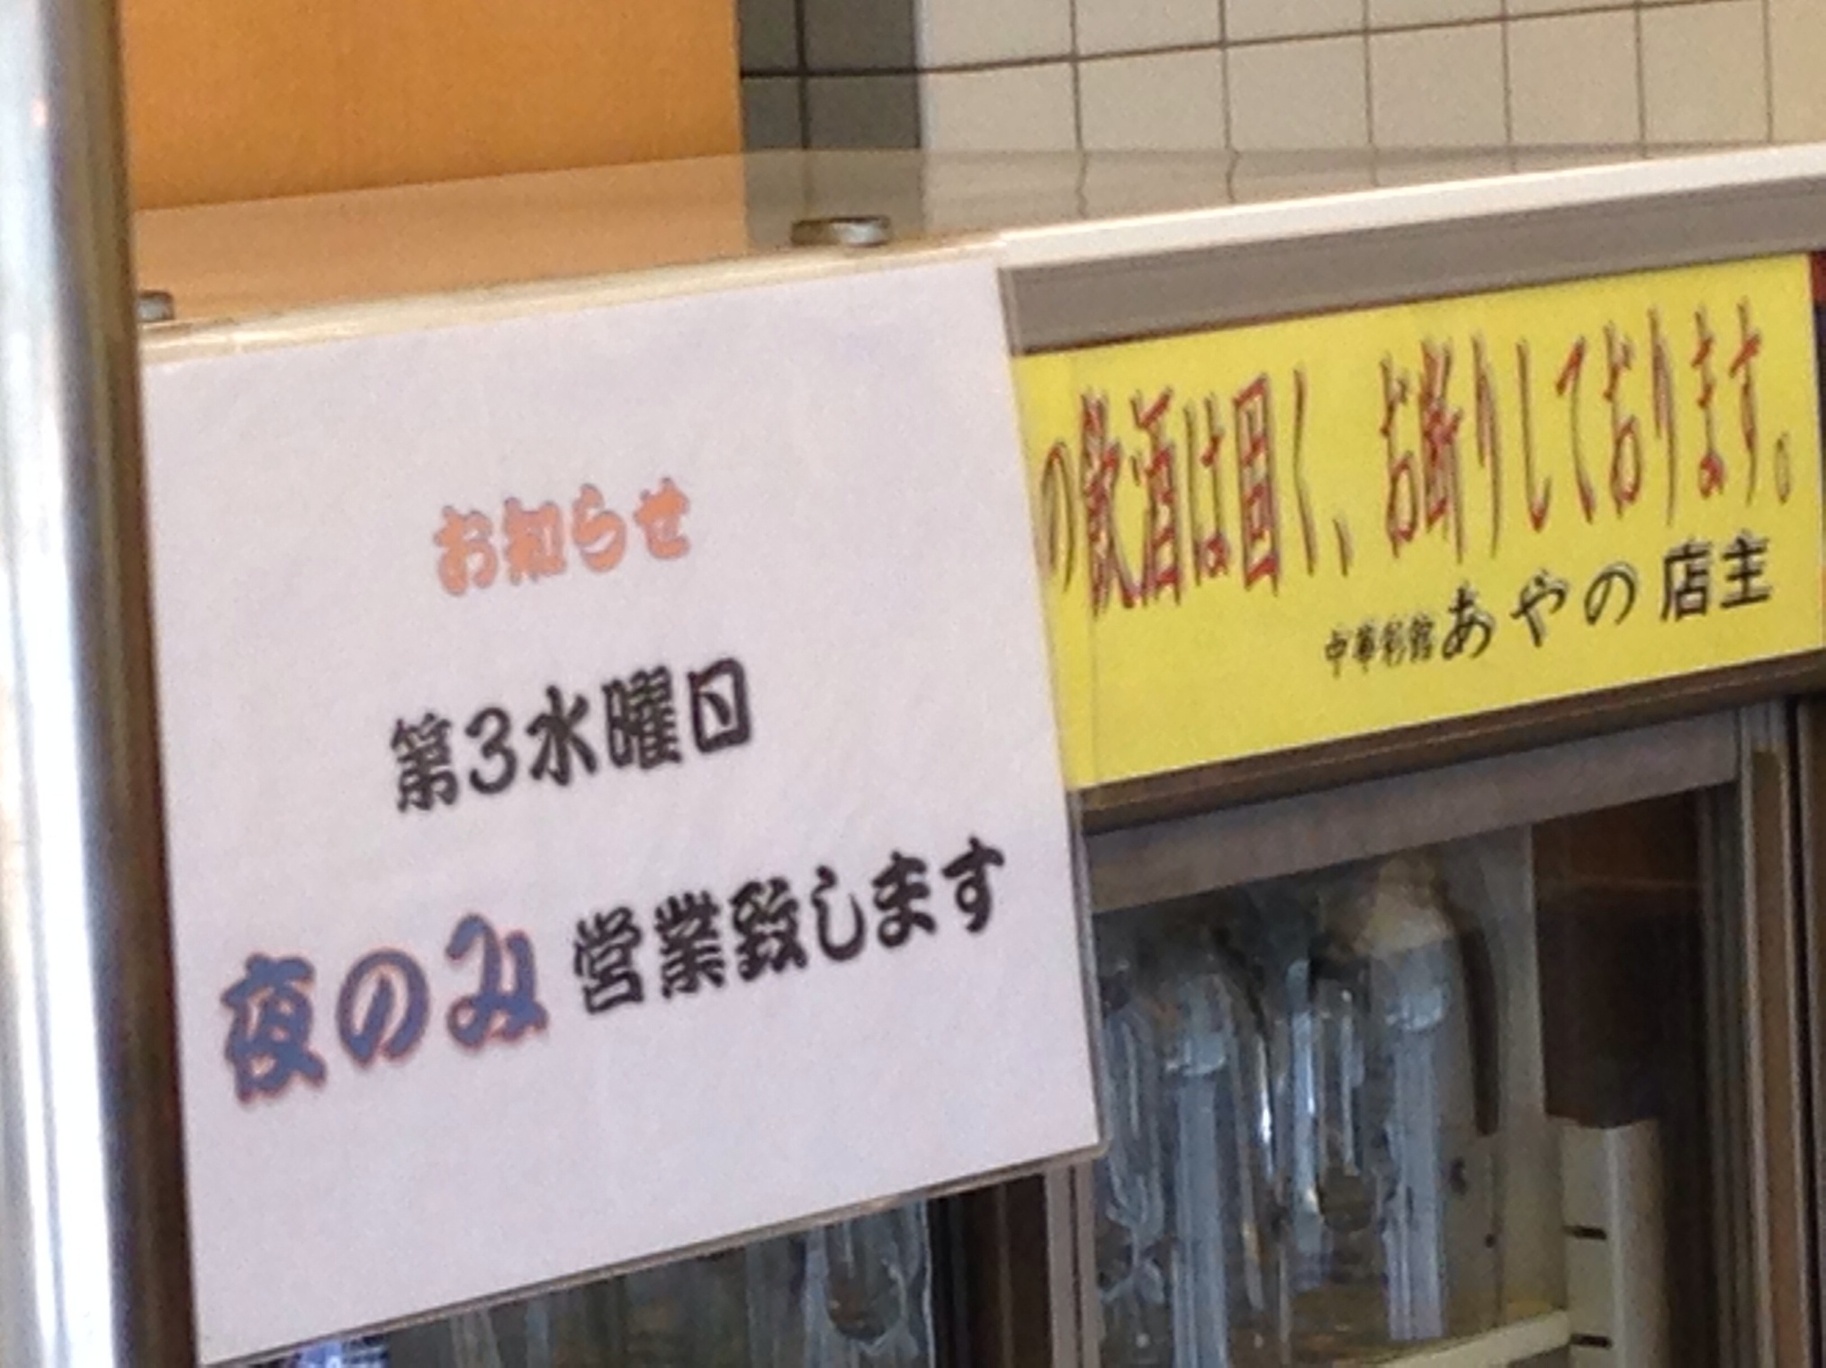 お知らせ
第3水曜日
夜のみ 営業致します
の飲酒は固く、お断りしております。
中華彩館 あやの 店主